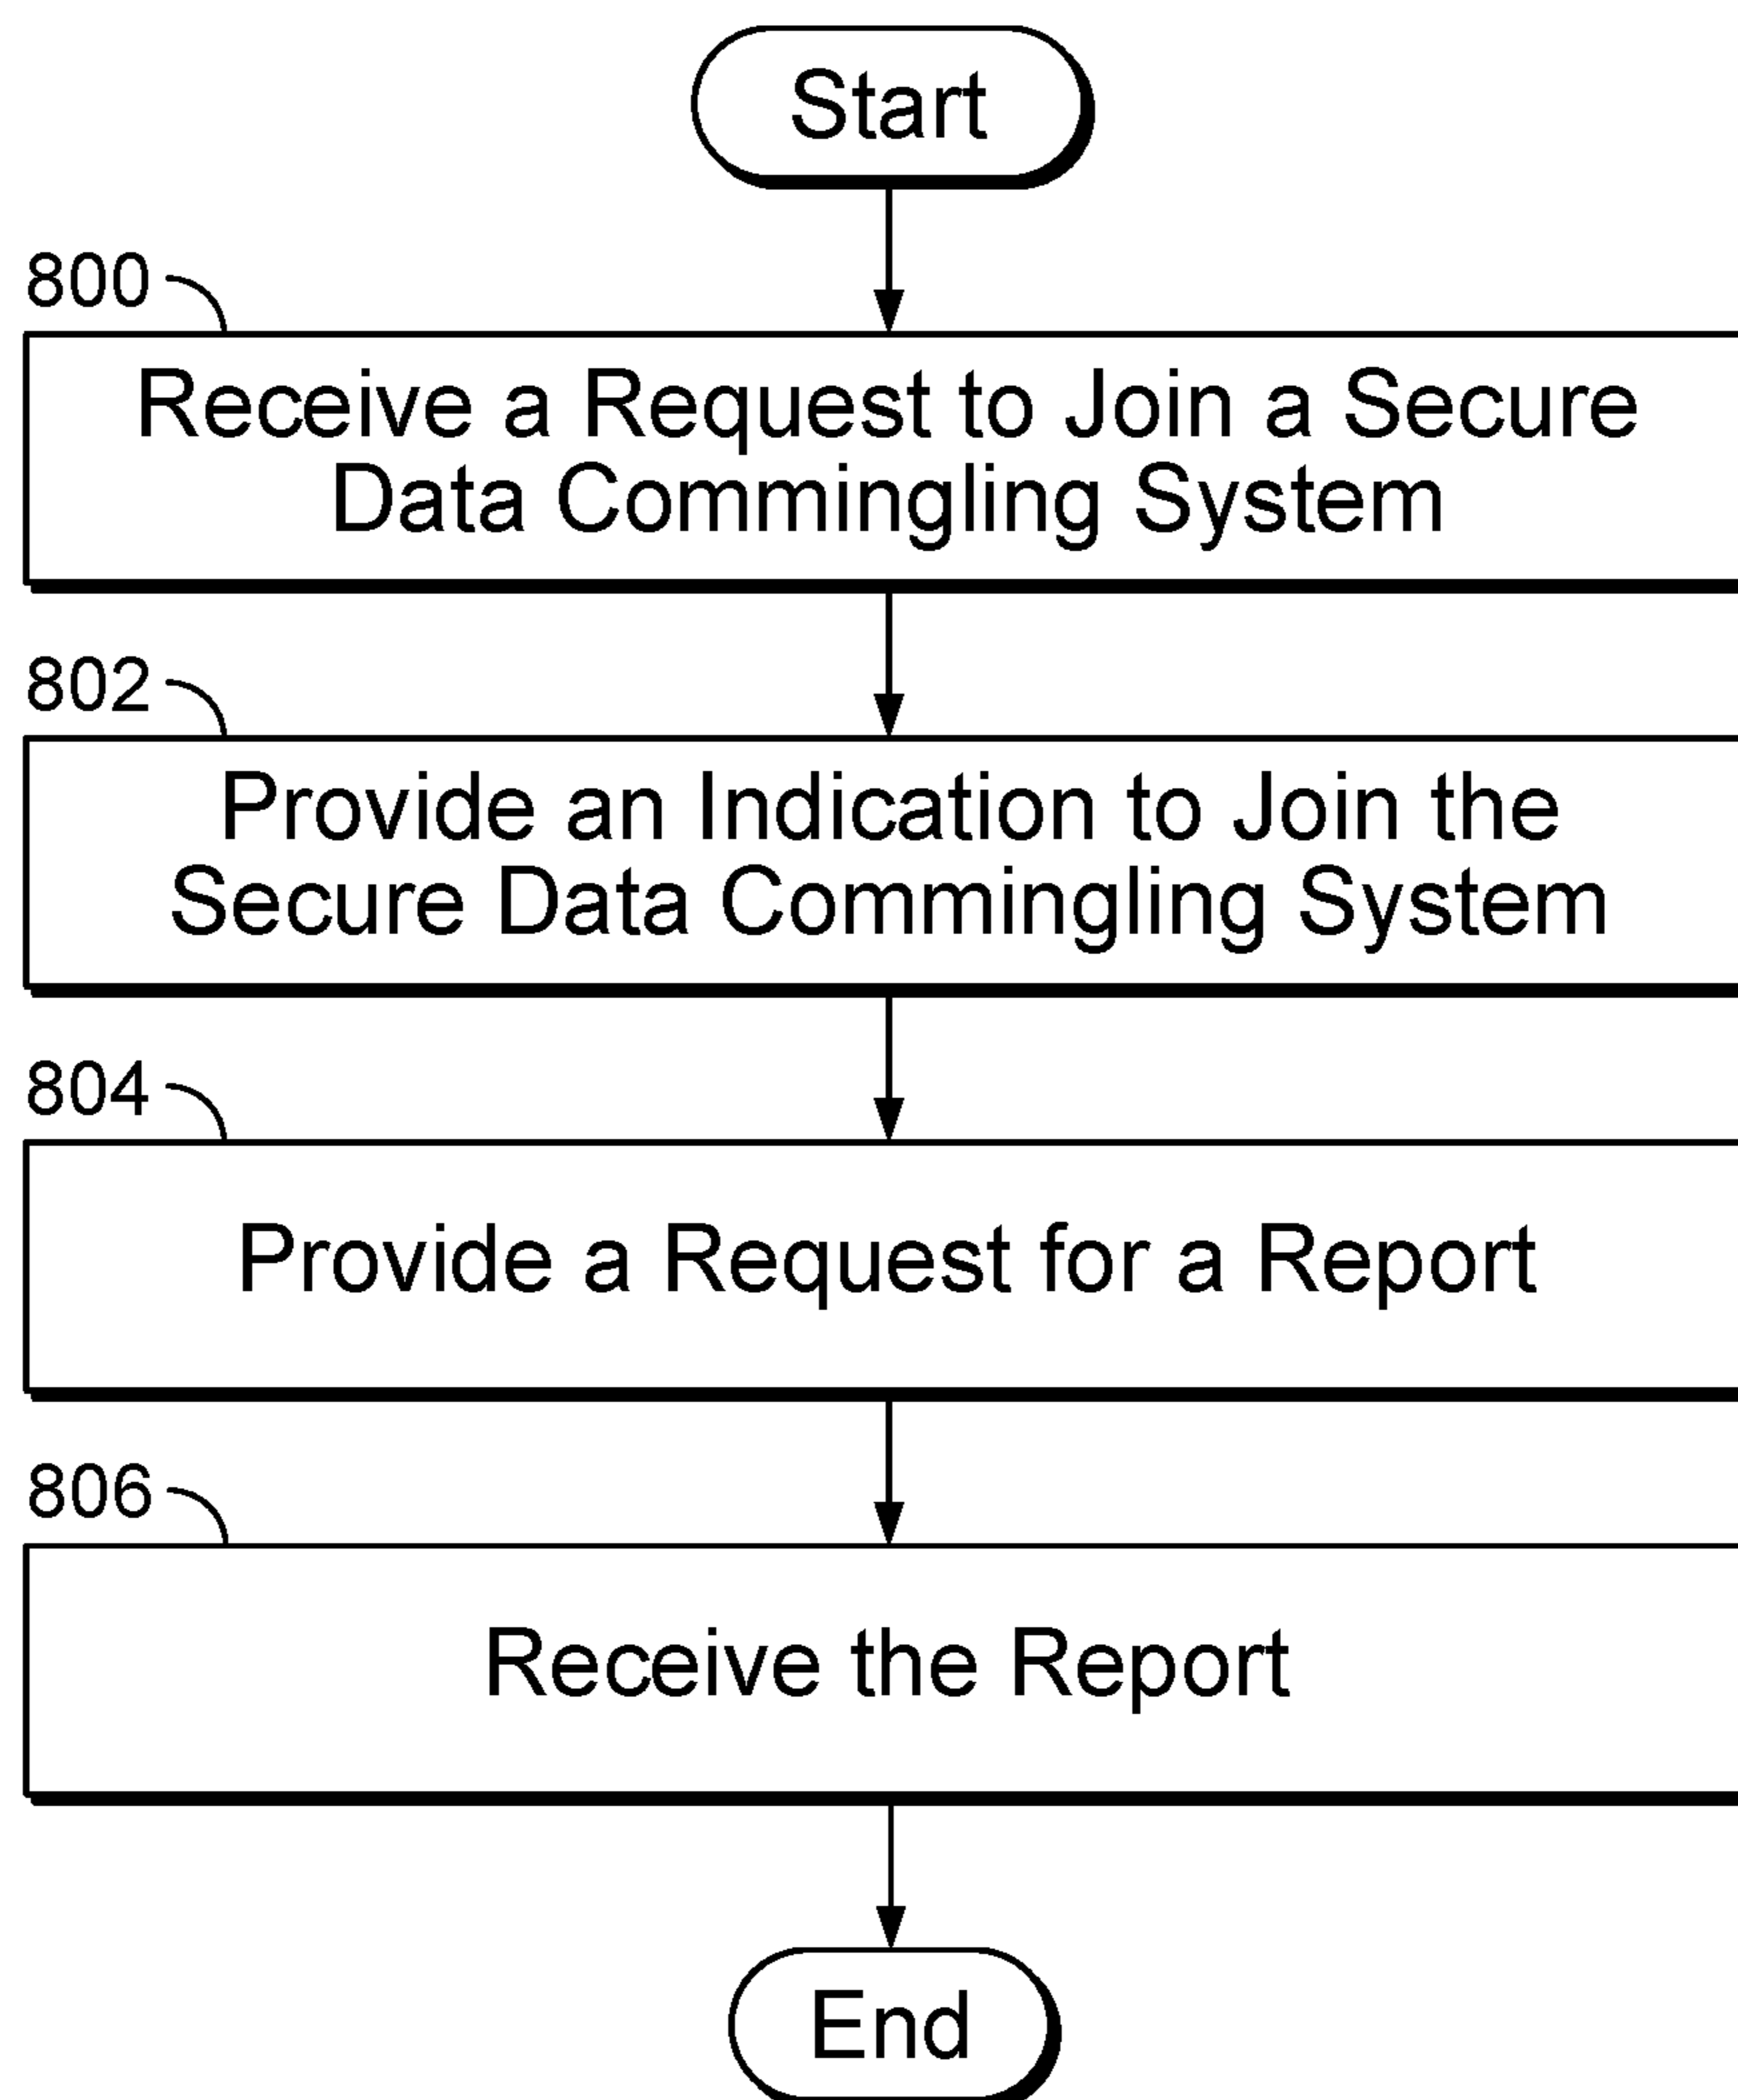 Start
800
Receive a Request to Join a Secure
Data Commingling System
802
Provide an Indication to Join the
Secure Data Commingling System
804
Provide a Request for a Report
806
Receive the Report
End